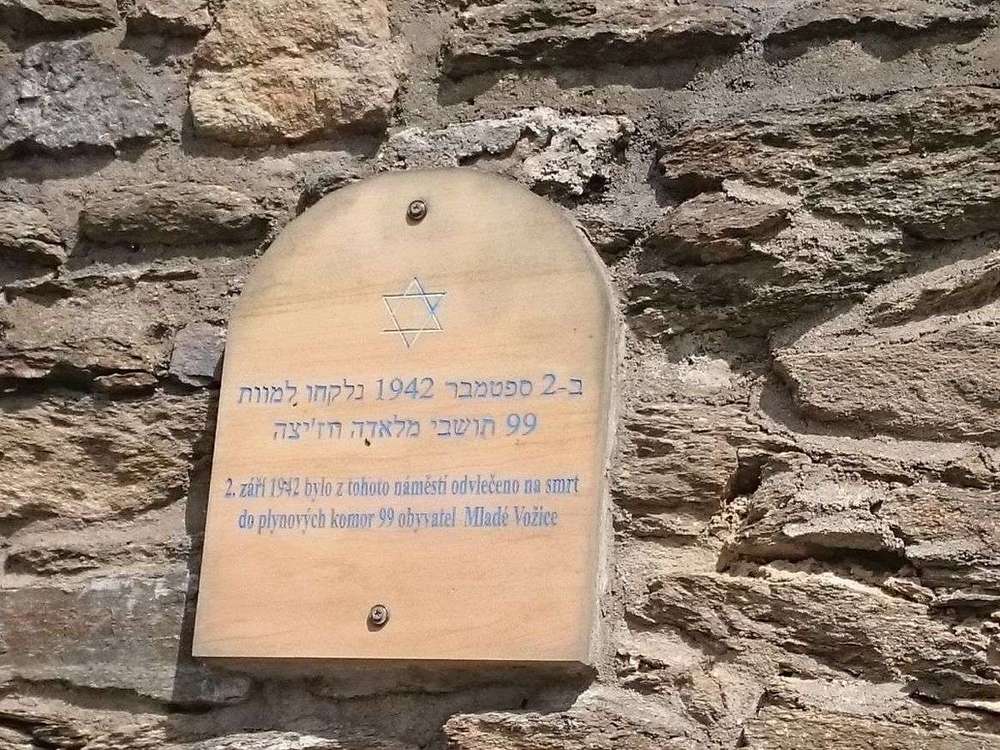 ב-2 ספטמבר 1942 נלקחו למוות
99 תושבי מלאדה חז'יצה
2. září 1942 bylo z tohoto náměstí odvlečeno na smrt
do plynových komor 99 obyvatel Mladé Vožice